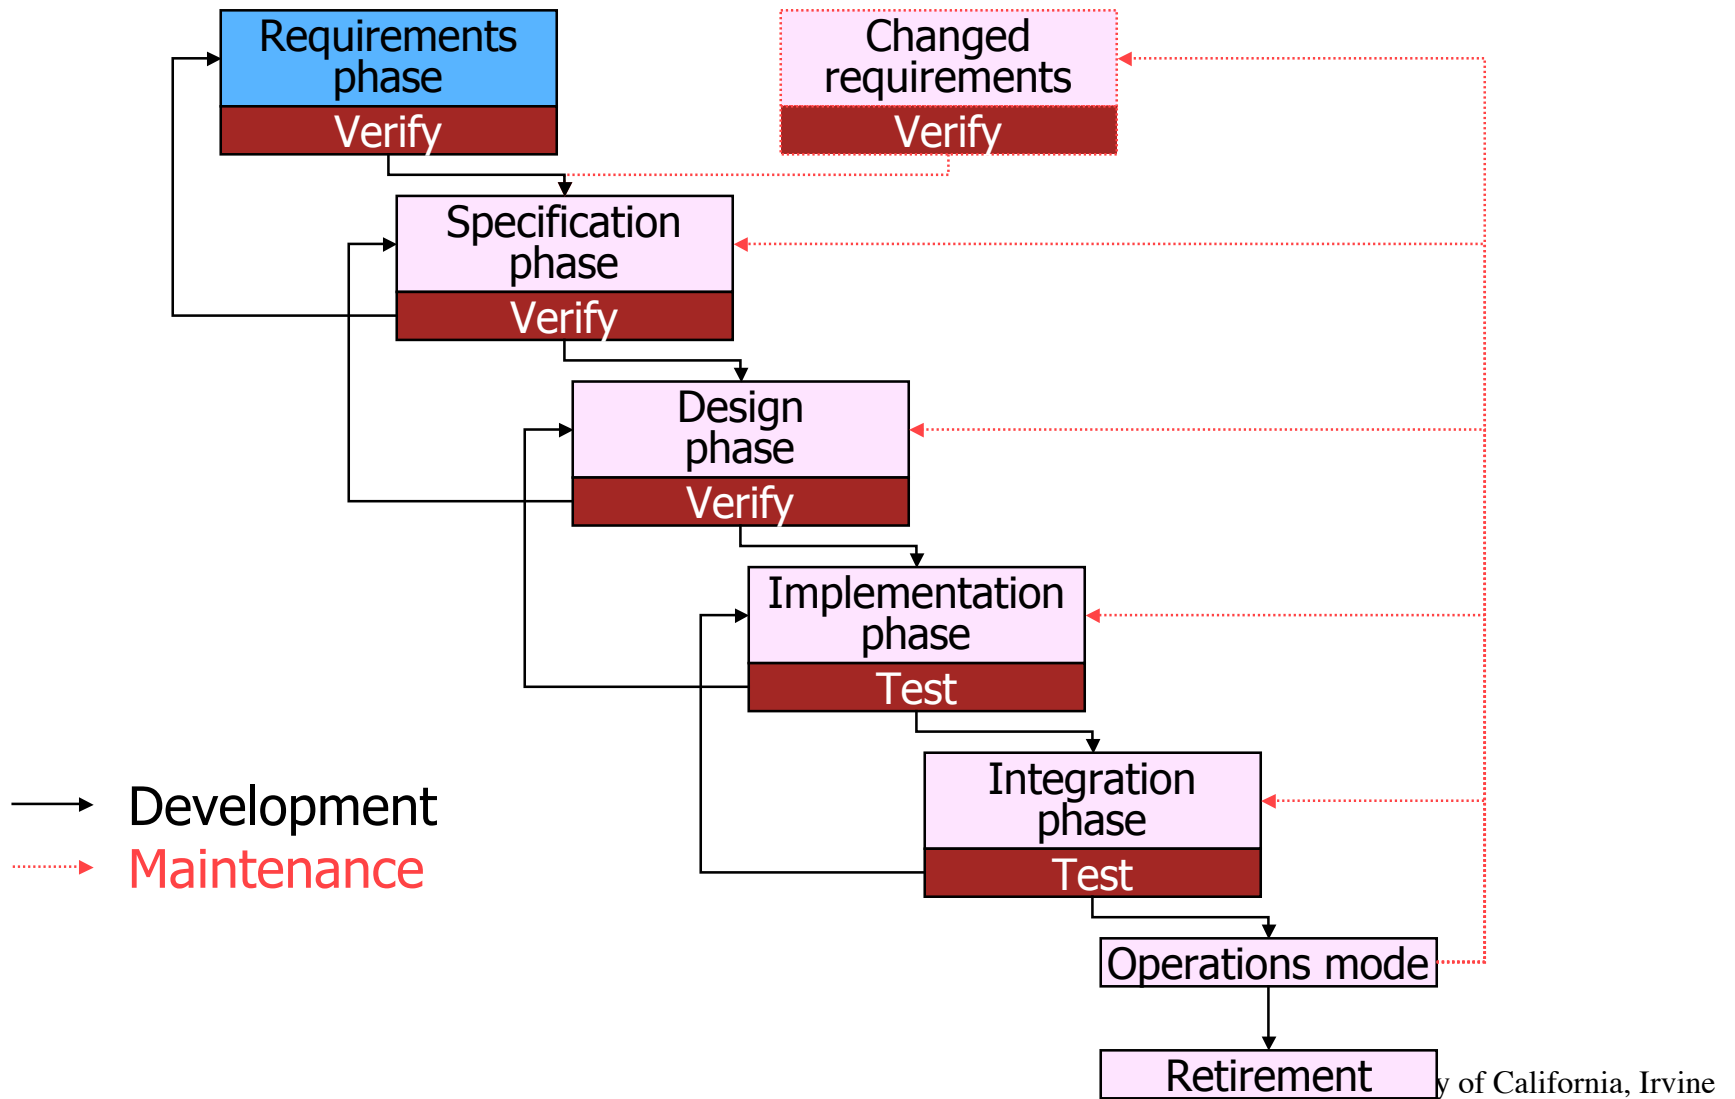 Requirements
phase
Verify
Changed
requirements
Verify
Specification
phase
Verify
Design
phase
Verify
Implementation
phase
Test
Integration
phase
Test
Development
Maintenance
Operations mode
Retirement
of California, Irvine